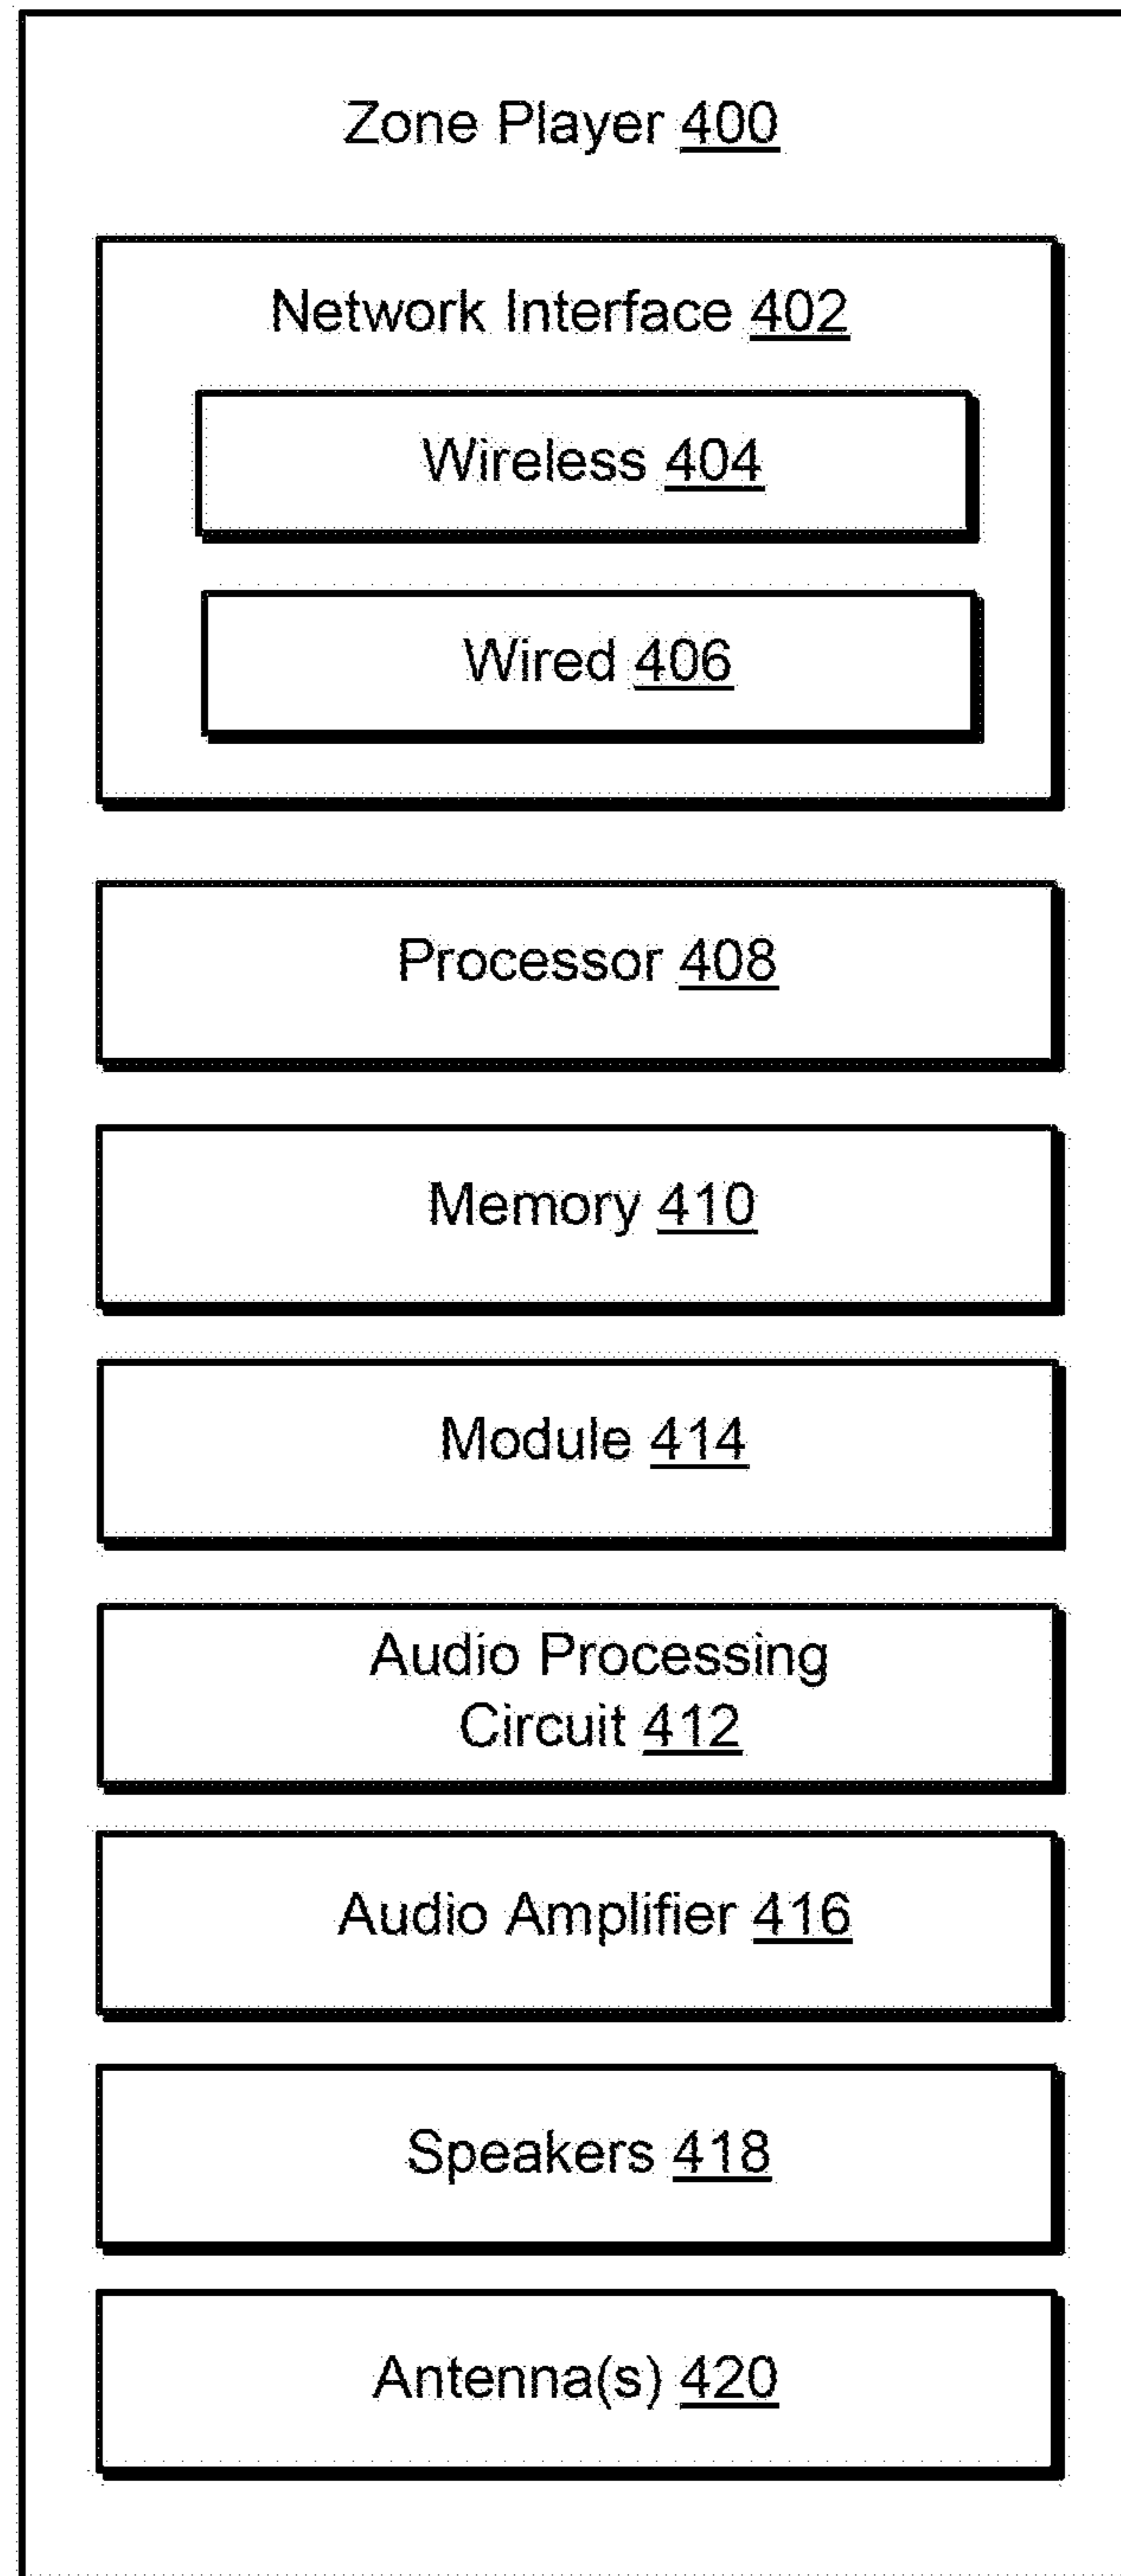 Zone Player 400
Network Interface 402
Wireless 404
Wired 406
Processor 408
Memory 410
Module 414
Audio Processing
Circuit 412
Audio Amplifier 416
Speakers 418
Antenna(s) 420